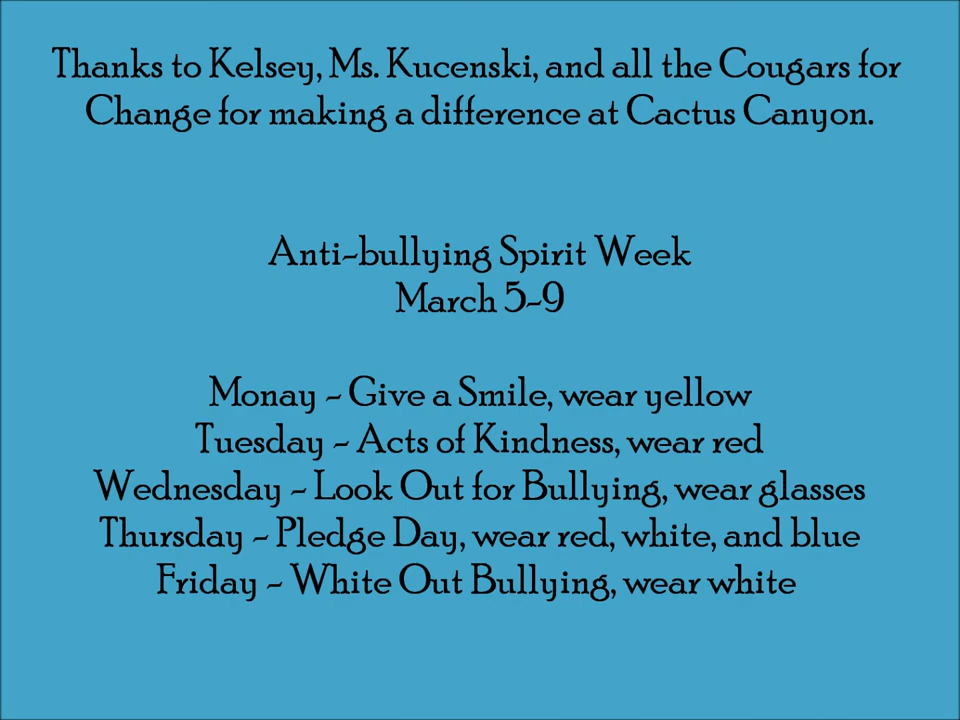 Thanks to Kelsey, Ms. Kucenski, and all the Cougars for
Change for making a difference at Cactus Canyon.
Anti-bullying Spirit Week
March 5-9
Monay - Give a Smile, wear yellow
Tuesday - Acts of Kindness, wear red
Wednesday - Look Out for Bullying, wear glasses
Thursday - Pledge Day, wear red, white, and blue
Friday - White Out Bullying, wear white